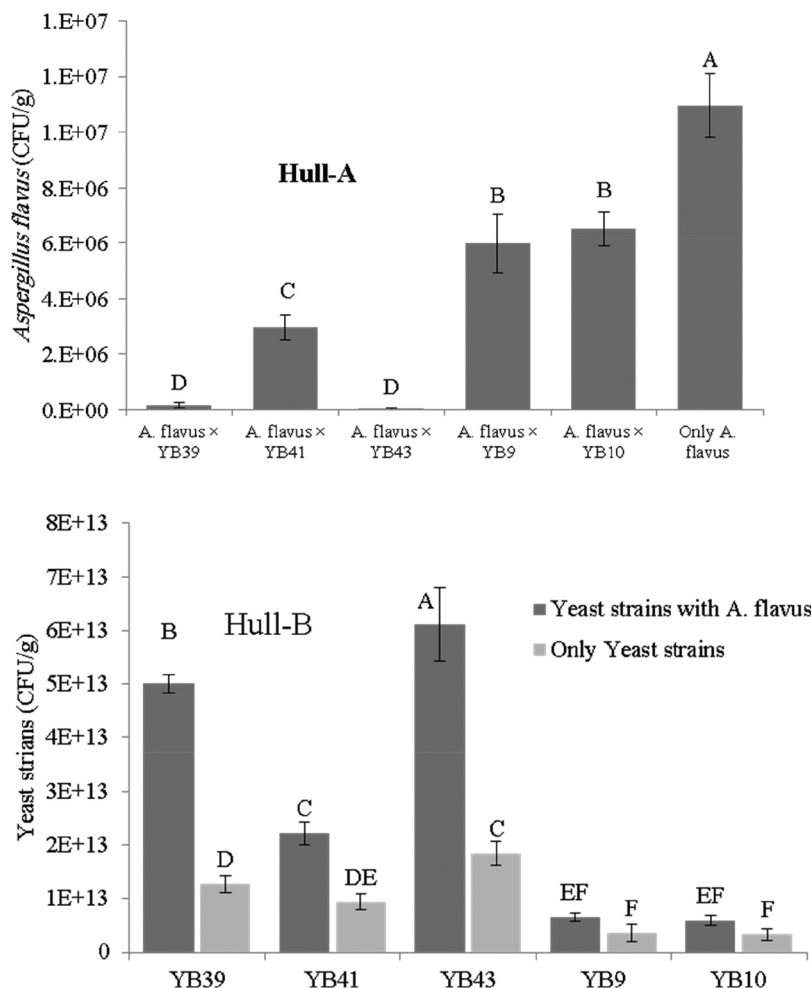 1.E+07
1.E+07
1.E+07
8.E+06
6.E+06
4.E+06
2.E+06
0.E+00
Aspergillus flavus (CFU/g)
Hull-A
D
C
D
B
B
A
A. flavus × YB39
A. flavus × YB41
A. flavus × YB43
A. flavus × YB9
A. flavus × YB10
Only A. flavus
8E+13
7E+13
6E+13
5E+13
4E+13
3E+13
2E+13
1E+13
0
Yeast strians (CFU/g)
Hull-B
Yeast strains with A. flavus
Only Yeast strains
B
D
C
DE
A
C
EF
F
EF
F
YB39
YB41
YB43
YB9
YB10